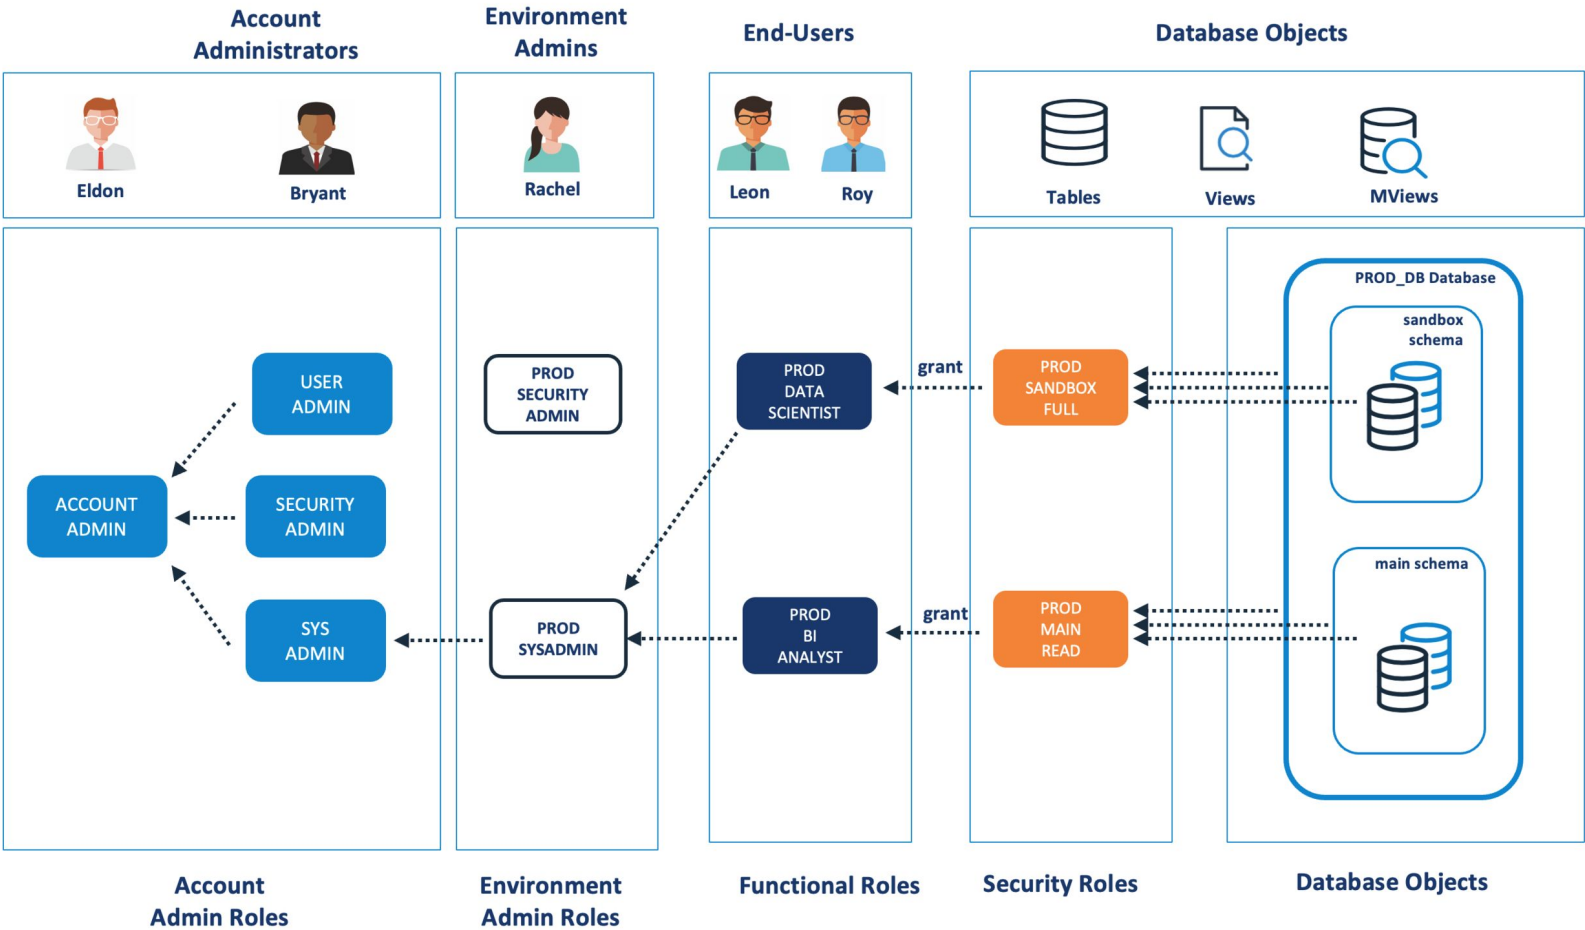 Account
Administrators
Environment
Admins
End-Users
Database Objects
Eldon
Bryant
Rachel
Leon
Roy
Tables
Views
MViews
USER
ADMIN
ACCOUNT
ADMIN
SECURITY
ADMIN
SYS
ADMIN
PROD
SECURITY
ADMIN
PROD
SYSADMIN
PROD
DATA
SCIENTIST
PROD
BI
ANALYST
grant
grant
PROD
SANDBOX
FULL
PROD
MAIN
READ
PROD_DB Database
sandbox
schema
main schema
Account
Admin Roles
Environment
Admin Roles
Functional Roles
Security Roles
Database Objects